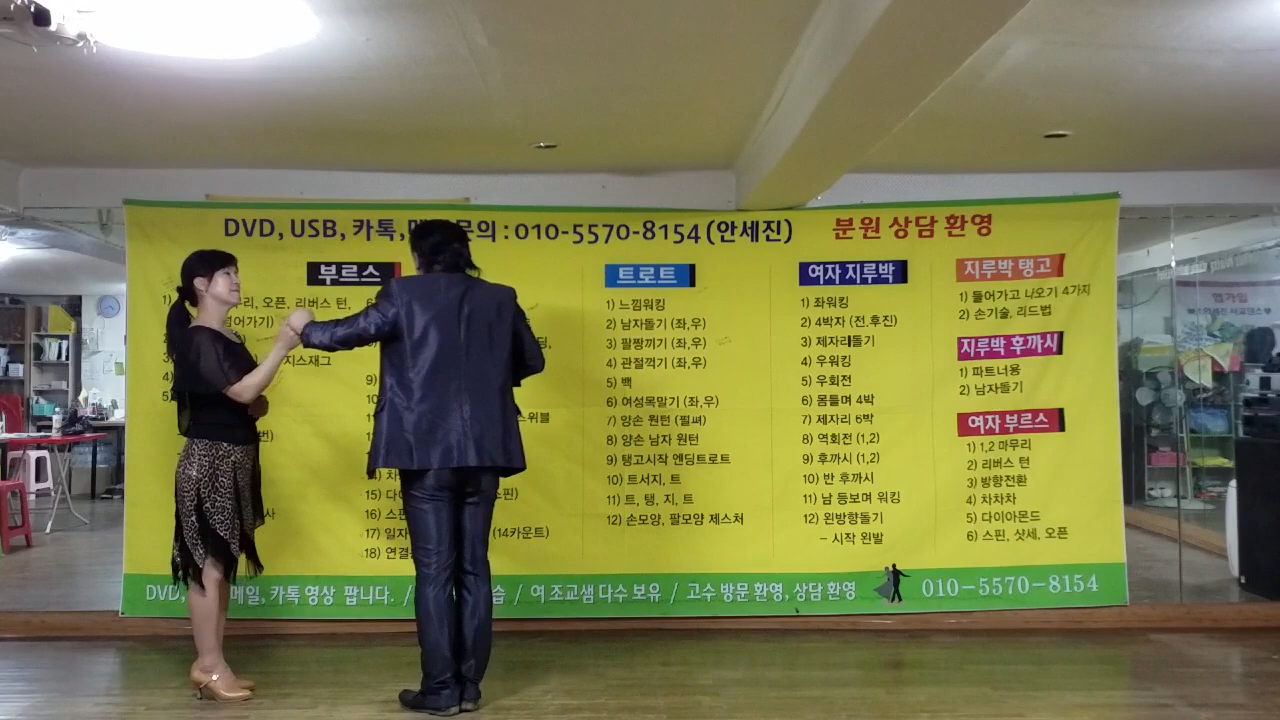 DVD, USB, 카톡, 문의 : 010-5570-8154 (안세진) 분원 상담 환영
부르스
1) 오픈, 리버스 턴,
넘어가기)
지스재그
4)
5)
9)
스위블
15)
16)
17) 일자 (14카운트)
18)
트로트
1) 느낌워킹
2) 남자돌기 (좌,우)
3) 팔짱끼기 (좌,우)
4) 관절꺽기 (좌,우)
5) 백
6) 여성목말기 (좌,우)
7) 양손 원턴 (펼펴)
8) 양손 남자 원턴
9) 탱고시작 엔딩트로트
10) 트서지, 트
11) 트, 탱, 지, 트
12) 손모양, 팔모양 제스처
여자 지루박
1) 좌워킹
2) 4박자 (전,후진)
3) 제자리돌기
4) 우워킹
5) 우회전
6) 몸틀며 4박
7) 제자리 6박
8) 역회전 (1,2)
9) 후까시 (1,2)
10) 반 후까시
11) 남 등보며 워킹
12) 왼방향돌기
– 시작 왼발
지루박 탱고
1) 들어가고 나오기 4가지
2) 손기술, 리드법
지루박 후까시
1) 파트너용
2) 남자돌기
여자 부르스
1) 1,2 마무리
2) 리버스 턴
3) 방향전환
4) 차차차
5) 다이아몬드
6) 스핀, 샷세, 오픈
DVD, 메일, 카톡 영상 팝니다. / 습 / 여 조교샘 다수 보유 / 고수 방문 환영, 상담 환영 010-5570-8154